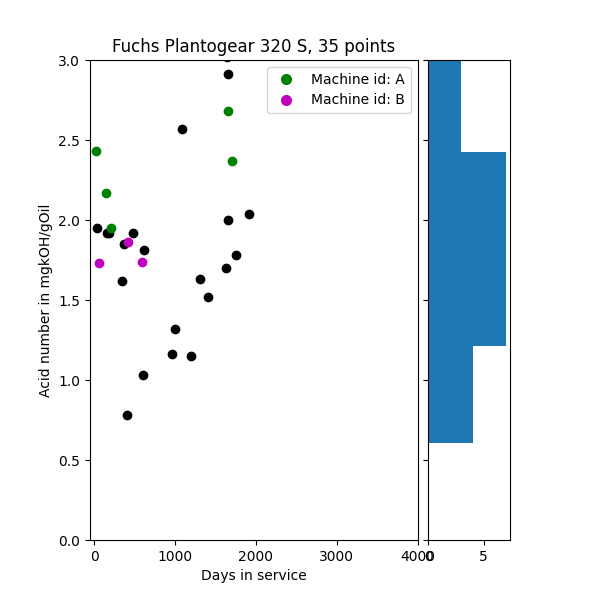 Fuchs Plantogear 320 S, 35 points
Machine id: A
Machine id: B
3.0
2.5
2.0
1.5
1.0
0.5
0.0
Acid number in mgkOH/gOil
0 1000 2000 3000 4000
0 5
Days in service